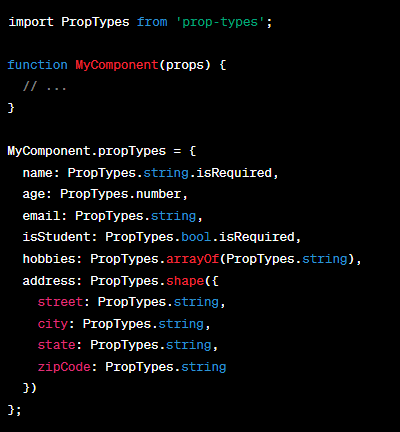 import PropTypes from 'prop-types';
function MyComponent(props) {
// ...
}
MyComponent.propTypes = {
name: PropTypes.string.isRequired,
age: PropTypes.number,
email: PropTypes.string,
isStudent: PropTypes.bool.isRequired,
hobbies: PropTypes.arrayOf(PropTypes.string),
address: PropTypes.shape({
street: PropTypes.string,
city: PropTypes.string,
state: PropTypes.string,
zipCode: PropTypes.string
})
};